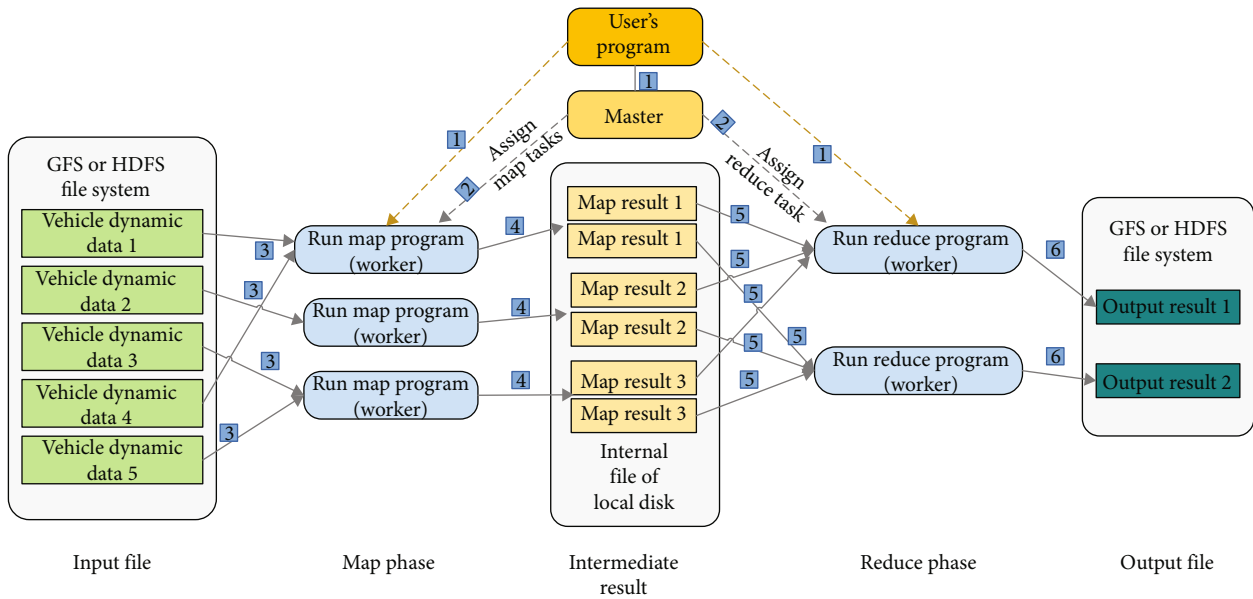 User's
program
1
Master
1
Assign
map tasks
2
2
Assign
reduce task
1
GFS or HDFS
file system
Vehicle dynamic
data 1
Vehicle dynamic
data 2
Vehicle dynamic
data 3
Vehicle dynamic
data 4
Vehicle dynamic
data 5
3
3
3
3
Run map program
(worker)
Run map program
(worker)
Run map program
(worker)
4
4
4
Map result 1
Map result 1
Map result 2
Map result 2
Map result 3
Map result 3
Internal
file of
local disk
5
5
5
5
5
5
Run reduce program
(worker)
Run reduce program
(worker)
6
6
GFS or HDFS
file system
Output result 1
Output result 2
Input file
Map phase
Intermediate
result
Reduce phase
Output file